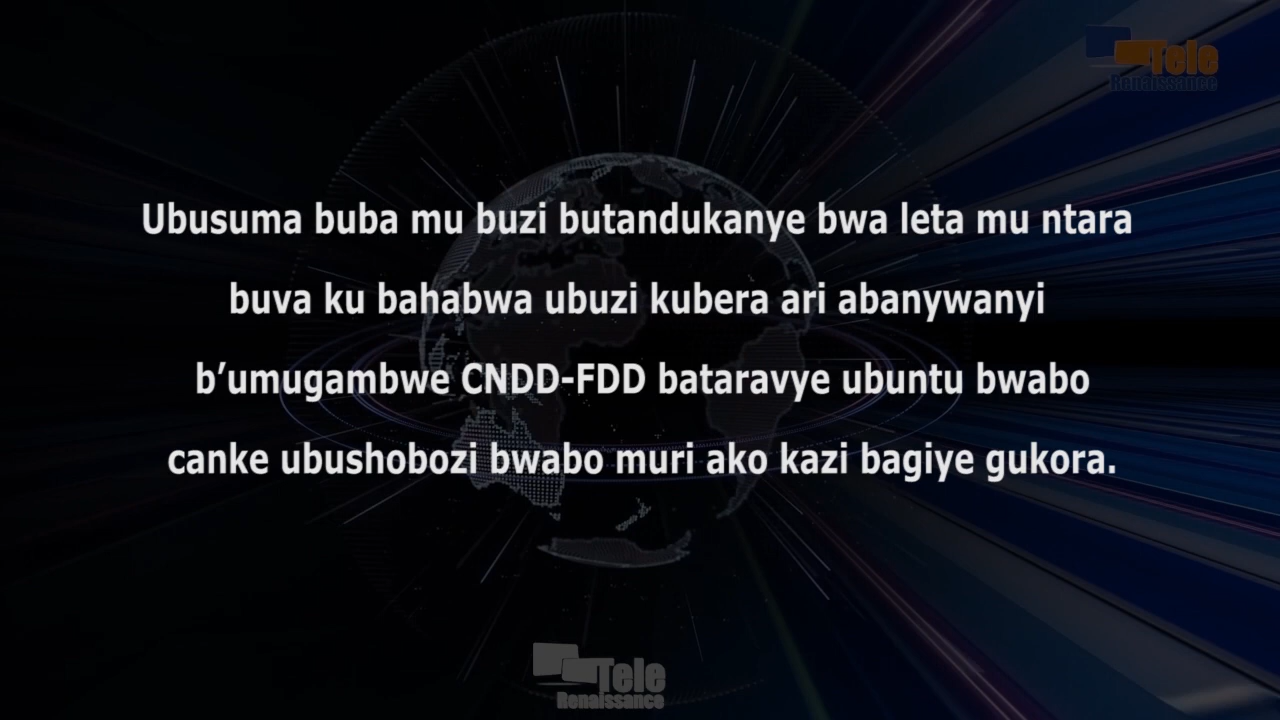 Tele
Renaissance
Ubusuma buba mu buzi butandukanye bwa leta mu ntara
buva ku bahabwa ubuzi kubera ari abanywanyi
b’umugambwe CNDD-FDD bataravye ubuntu bwabo
canke ubushobozi bwabo muri ako kazi bagiye gukora.
Tele
Renaissance